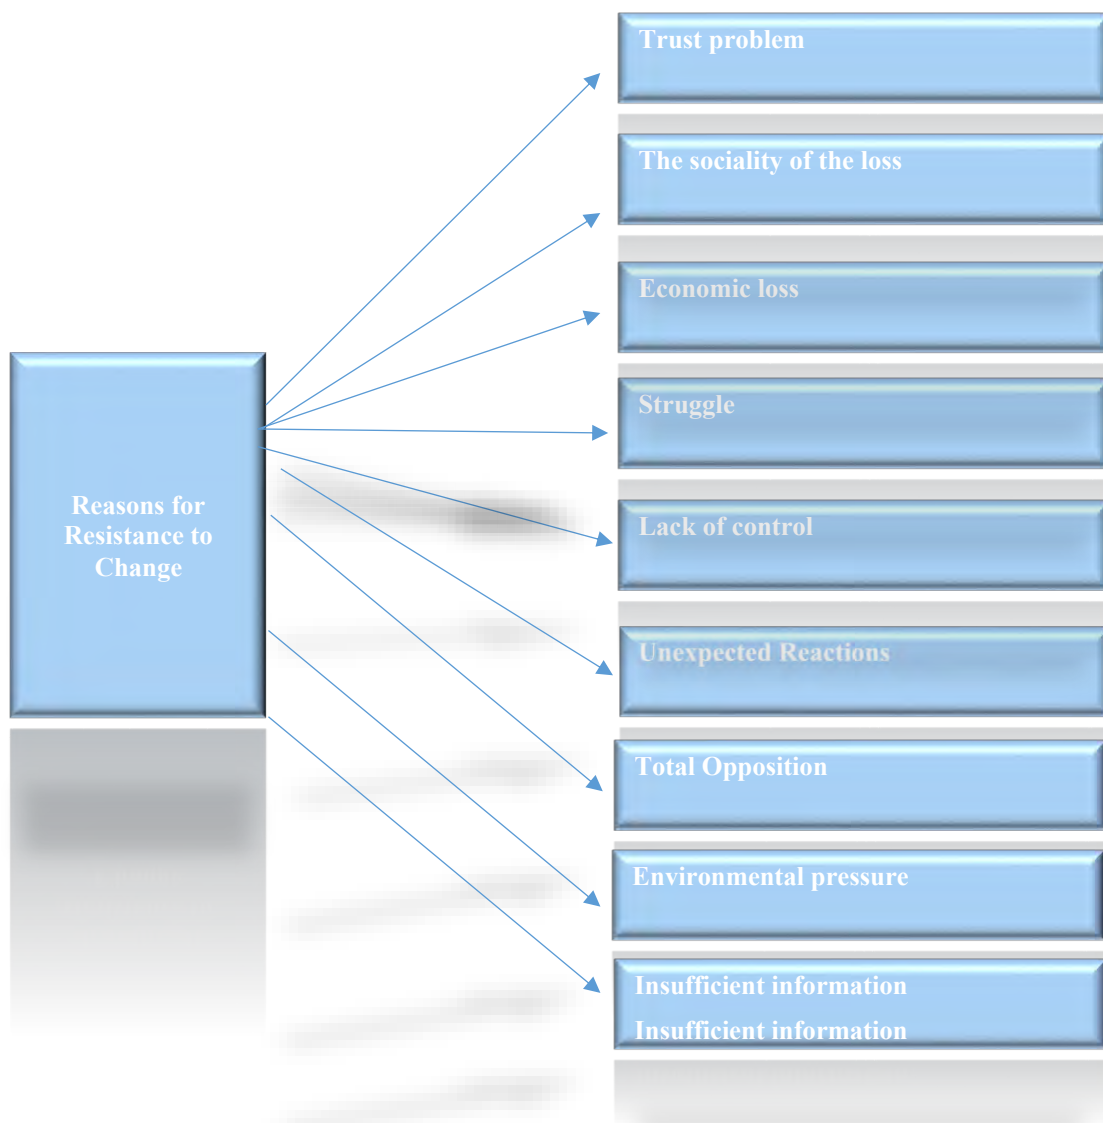 Trust problem
The sociality of the loss
Economic loss
Struggle
Reasons for
Resistance to
Change
Lack of control
Unexpected Reactions
Total Opposition
Environmental pressure
Insufficient information
Insufficient information